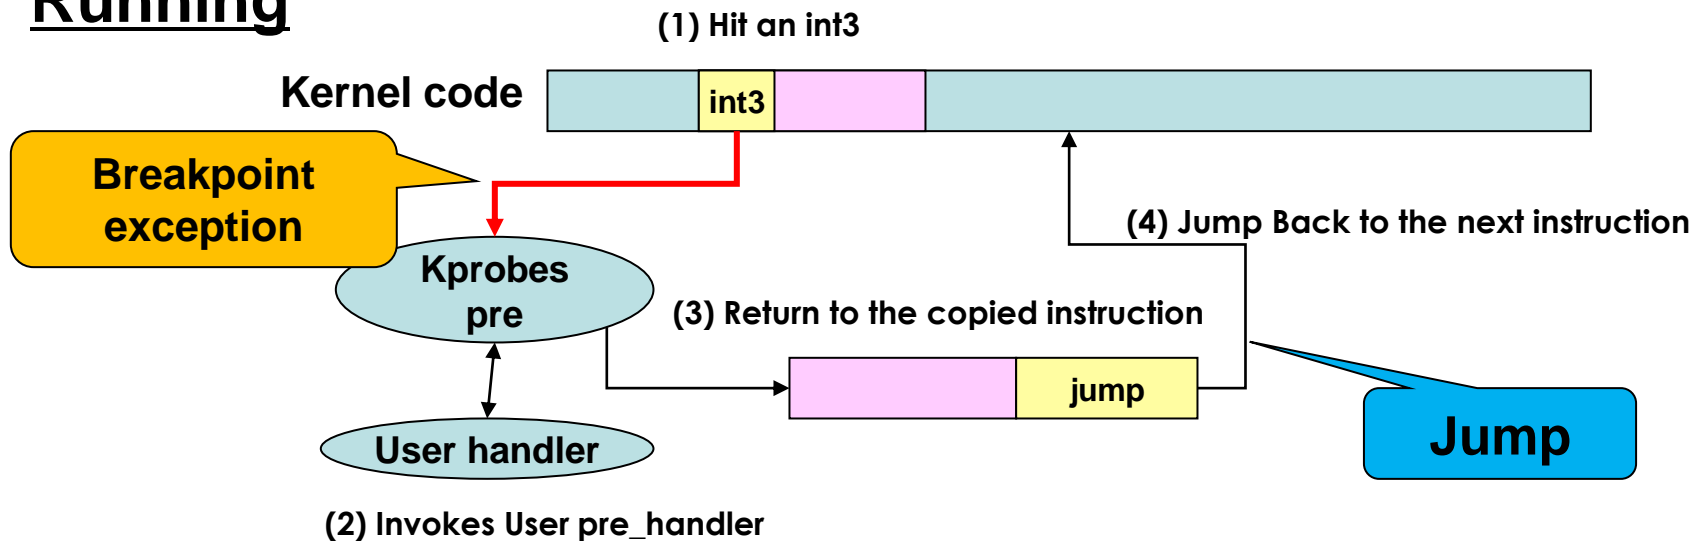 Running
(1) Hit an int3
Kernel code
int3
Breakpoint
exception
(4) Jump Back to the next instruction
Kprobes
pre
(3) Return to the copied instruction
jump
User handler
Jump
(2) Invokes User pre_handler